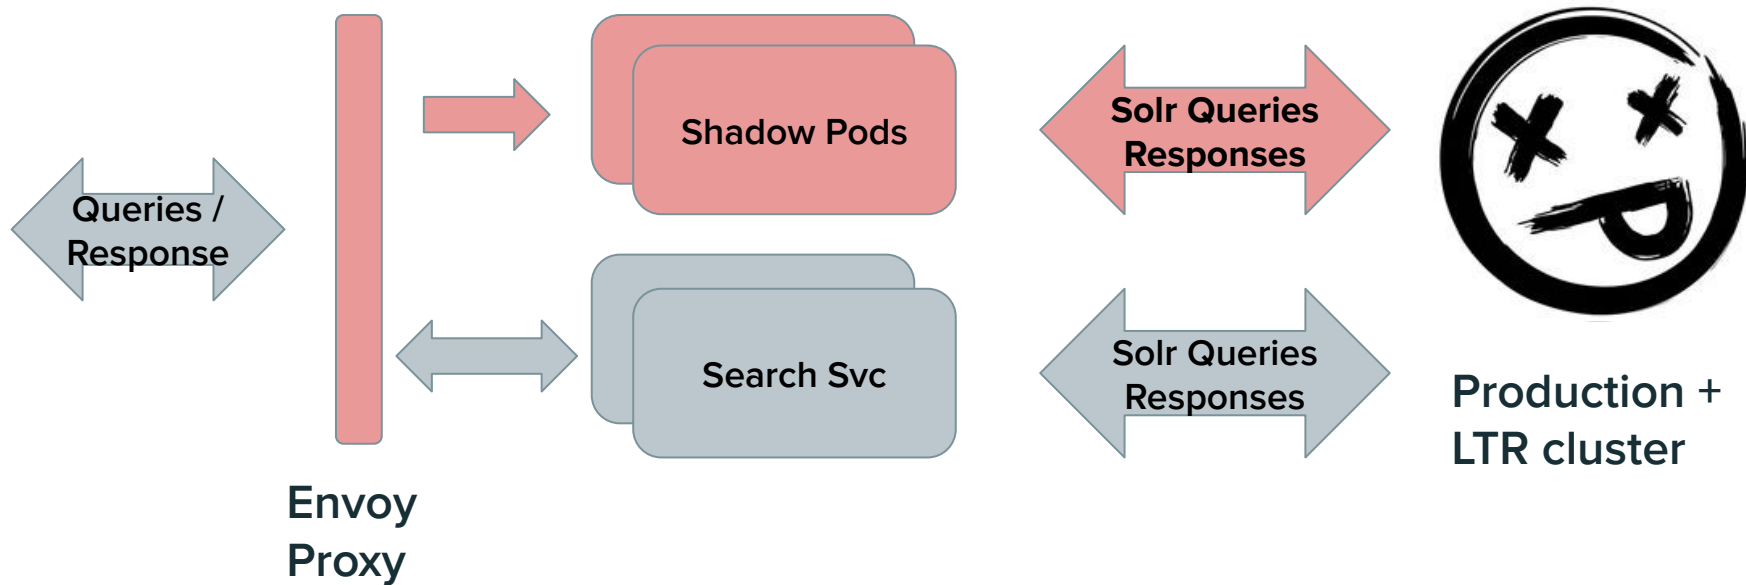 Queries /
Response
Envoy
Proxy
Shadow Pods
Search Svc
Solr Queries
Responses
Solr Queries
Responses
Production +
LTR cluster